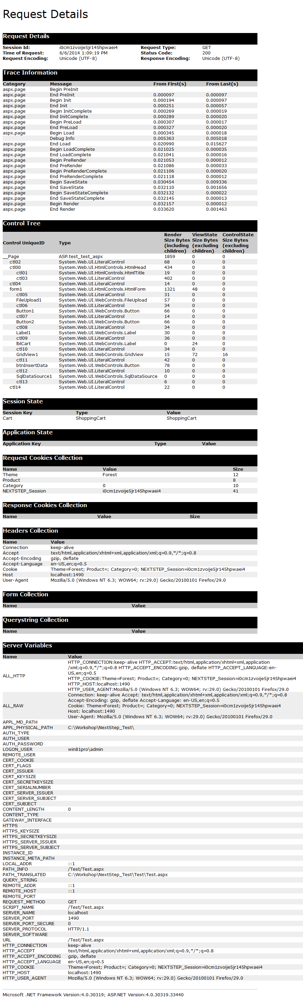 Request Details
Request Details
Session Id: i0cm1zvoije5jr145hpwaei4 Request Type: GET
Time of Request: 6/6/2014 1:09:19 PM Status Code: 200
Request Encoding: Unicode (UTF-8) Response Encoding: Unicode (UTF-8)
Trace Information
Category Message From First(s) From Last(s)
aspx.page Begin PreInit
aspx.page End PreInit 0.000097 0.000097
aspx.page Begin Init 0.000194 0.000097
aspx.page End Init 0.000251 0.000057
aspx.page Begin InitComplete 0.000269 0.000019
aspx.page End InitComplete 0.000289 0.000020
aspx.page Begin PreLoad 0.000307 0.000017
aspx.page End PreLoad 0.000327 0.000020
aspx.page Begin Load 0.000345 0.000018
Debug Info 0.005363 0.005018
aspx.page End Load 0.020990 0.015627
aspx.page Begin LoadComplete 0.021025 0.000035
aspx.page End LoadComplete 0.021041 0.000016
aspx.page Begin PreRender 0.021053 0.000012
aspx.page End PreRender 0.021086 0.000033
aspx.page Begin PreRenderComplete 0.021106 0.000020
aspx.page End PreRenderComplete 0.021118 0.000012
aspx.page Begin SaveState 0.030454 0.009336
aspx.page End SaveState 0.032110 0.001656
aspx.page Begin SaveStateComplete 0.032132 0.000022
aspx.page End SaveStateComplete 0.032145 0.000013
aspx.page Begin Render 0.032157 0.000012
aspx.page End Render 0.033620 0.001463
Control Tree
Control UniqueID Type Render Size Bytes (including children) ViewState Size Bytes (excluding children) ControlState Size Bytes (excluding children)
__Page ASP.test_test_aspx 1859 0 0
ctl02 System.Web.UI.LiteralControl 68 0 0
ctl00 System.Web.UI.HtmlControls.HtmlHead 434 0 0
ctl01 System.Web.UI.HtmlControls.HtmlTitle 19 0 0
ctl03 System.Web.UI.LiteralControl 402 0 0
ctl04 System.Web.UI.LiteralControl 14 0 0
form1 System.Web.UI.HtmlControls.HtmlForm 1321 48 0
ctl05 System.Web.UI.LiteralControl 31 0 0
FileUpload1 System.Web.UI.WebControls.FileUpload 57 0 0
ctl06 System.Web.UI.LiteralControl 34 0 0
Button1 System.Web.UI.WebControls.Button 66 0 0
ctl07 System.Web.UI.LiteralControl 14 0 0
Button2 System.Web.UI.WebControls.Button 66 0 0
ctl08 System.Web.UI.LiteralControl 34 0 0
Label1 System.Web.UI.WebControls.Label 30 0 0
ctl09 System.Web.UI.LiteralControl 36 0 0
lblCart System.Web.UI.WebControls.Label 0 24 0
ctl10 System.Web.UI.LiteralControl 34 0 0
GridView1 System.Web.UI.WebControls.GridView 15 72 16
ctl11 System.Web.UI.LiteralControl 42 0 0
btnInsertData System.Web.UI.WebControls.Button 78 0 0
ctl12 System.Web.UI.LiteralControl 10 0 0
SqlDataSource1 System.Web.UI.WebControls.SqlDataSource 0 0 0
ctl13 System.Web.UI.LiteralControl 6 0 0
ctl14 System.Web.UI.LiteralControl 22 0 0
Session State
Session Key Type Value
Cart ShoppingCart ShoppingCart
Application State
Application Key Type Value
Request Cookies Collection
Name Value Size
Theme Forest 12
Product 8
Category 0 10
NEXTSTEP_Session i0cm1zvoije5jr145hpwaei4 41
Response Cookies Collection
Name Value Size
Headers Collection
Name Value
Connection keep-alive
Accept text/html,application/xhtml+xml,application/xml;q=0.9,*/*;q=0.8
Accept-Encoding gzip, deflate
Accept-Language en-US,en;q=0.5
Cookie Theme=Forest; Product=; Category=0; NEXTSTEP_Session=i0cm1zvoije5jr145hpwaei4
Host localhost:1490
User-Agent Mozilla/5.0 (Windows NT 6.3; WOW64; rv:29.0) Gecko/20100101 Firefox/29.0
Form Collection
Name Value
Querystring Collection
Name Value
Server Variables
Name Value
ALL_HTTP HTTP_CONNECTION:keep-alive HTTP_ACCEPT:text/html,application/xhtml+xml,application
/xml;q=0.9,*/*;q=0.8 HTTP_ACCEPT_ENCODING:gzip, deflate HTTP_ACCEPT_LANGUAGE:en-
US,en;q=0.5
HTTP_COOKIE:Theme=Forest; Product=; Category=0; NEXTSTEP_Session=i0cm1zvoije5jr145hpwaei4
HTTP_HOST:localhost:1490
HTTP_USER_AGENT:Mozilla/5.0 (Windows NT 6.3; WOW64; rv:29.0) Gecko/20100101 Firefox/29.0
ALL_RAW Connection: keep-alive Accept: text/html,application/xhtml+xml,application/xml;q=0.9,*/*;q=0.8
Accept-Encoding: gzip, deflate Accept-Language: en-US,en;q=0.5
Cookie: Theme=Forest; Product=; Category=0; NEXTSTEP_Session=i0cm1zvoije5jr145hpwaei4
Host: localhost:1490
User-Agent: Mozilla/5.0 (Windows NT 6.3; WOW64; rv:29.0) Gecko/20100101 Firefox/29.0
APPL_MD_PATH
APPL_PHYSICAL_PATH C:\Workshop\NextStep_Test\
AUTH_TYPE
AUTH_USER
AUTH_PASSWORD
LOGON_USER win81pro\admin
REMOTE_USER
CERT_COOKIE
CERT_FLAGS
CERT_ISSUER
CERT_KEYSIZE
CERT_SECRETKEYSIZE
CERT_SERIALNUMBER
CERT_SERVER_ISSUER
CERT_SERVER_SUBJECT
CERT_SUBJECT
CONTENT_LENGTH 0
CONTENT_TYPE
GATEWAY_INTERFACE
HTTPS
HTTPS_KEYSIZE
HTTPS_SECRETKEYSIZE
HTTPS_SERVER_ISSUER
HTTPS_SERVER_SUBJECT
INSTANCE_ID
INSTANCE_META_PATH
LOCAL_ADDR ::1
PATH_INFO /Test/Test.aspx
PATH_TRANSLATED C:\Workshop\NextStep_Test\Test\Test.aspx
QUERY_STRING
REMOTE_ADDR ::1
REMOTE_HOST ::1
REMOTE_PORT
REQUEST_METHOD GET
SCRIPT_NAME /Test/Test.aspx
SERVER_NAME localhost
SERVER_PORT 1490
SERVER_PORT_SECURE 0
SERVER_PROTOCOL HTTP/1.1
SERVER_SOFTWARE
URL /Test/Test.aspx
HTTP_CONNECTION keep-alive
HTTP_ACCEPT text/html,application/xhtml+xml,application/xml;q=0.9,*/*;q=0.8
HTTP_ACCEPT_ENCODING gzip, deflate
HTTP_ACCEPT_LANGUAGE en-US,en;q=0.5
HTTP_COOKIE Theme=Forest; Product=; Category=0; NEXTSTEP_Session=i0cm1zvoije5jr145hpwaei4
HTTP_HOST localhost:1490
HTTP_USER_AGENT Mozilla/5.0 (Windows NT 6.3; WOW64; rv:29.0) Gecko/20100101 Firefox/29.0
Microsoft .NET Framework Version:4.0.30319; ASP.NET Version:4.0.30319.33440